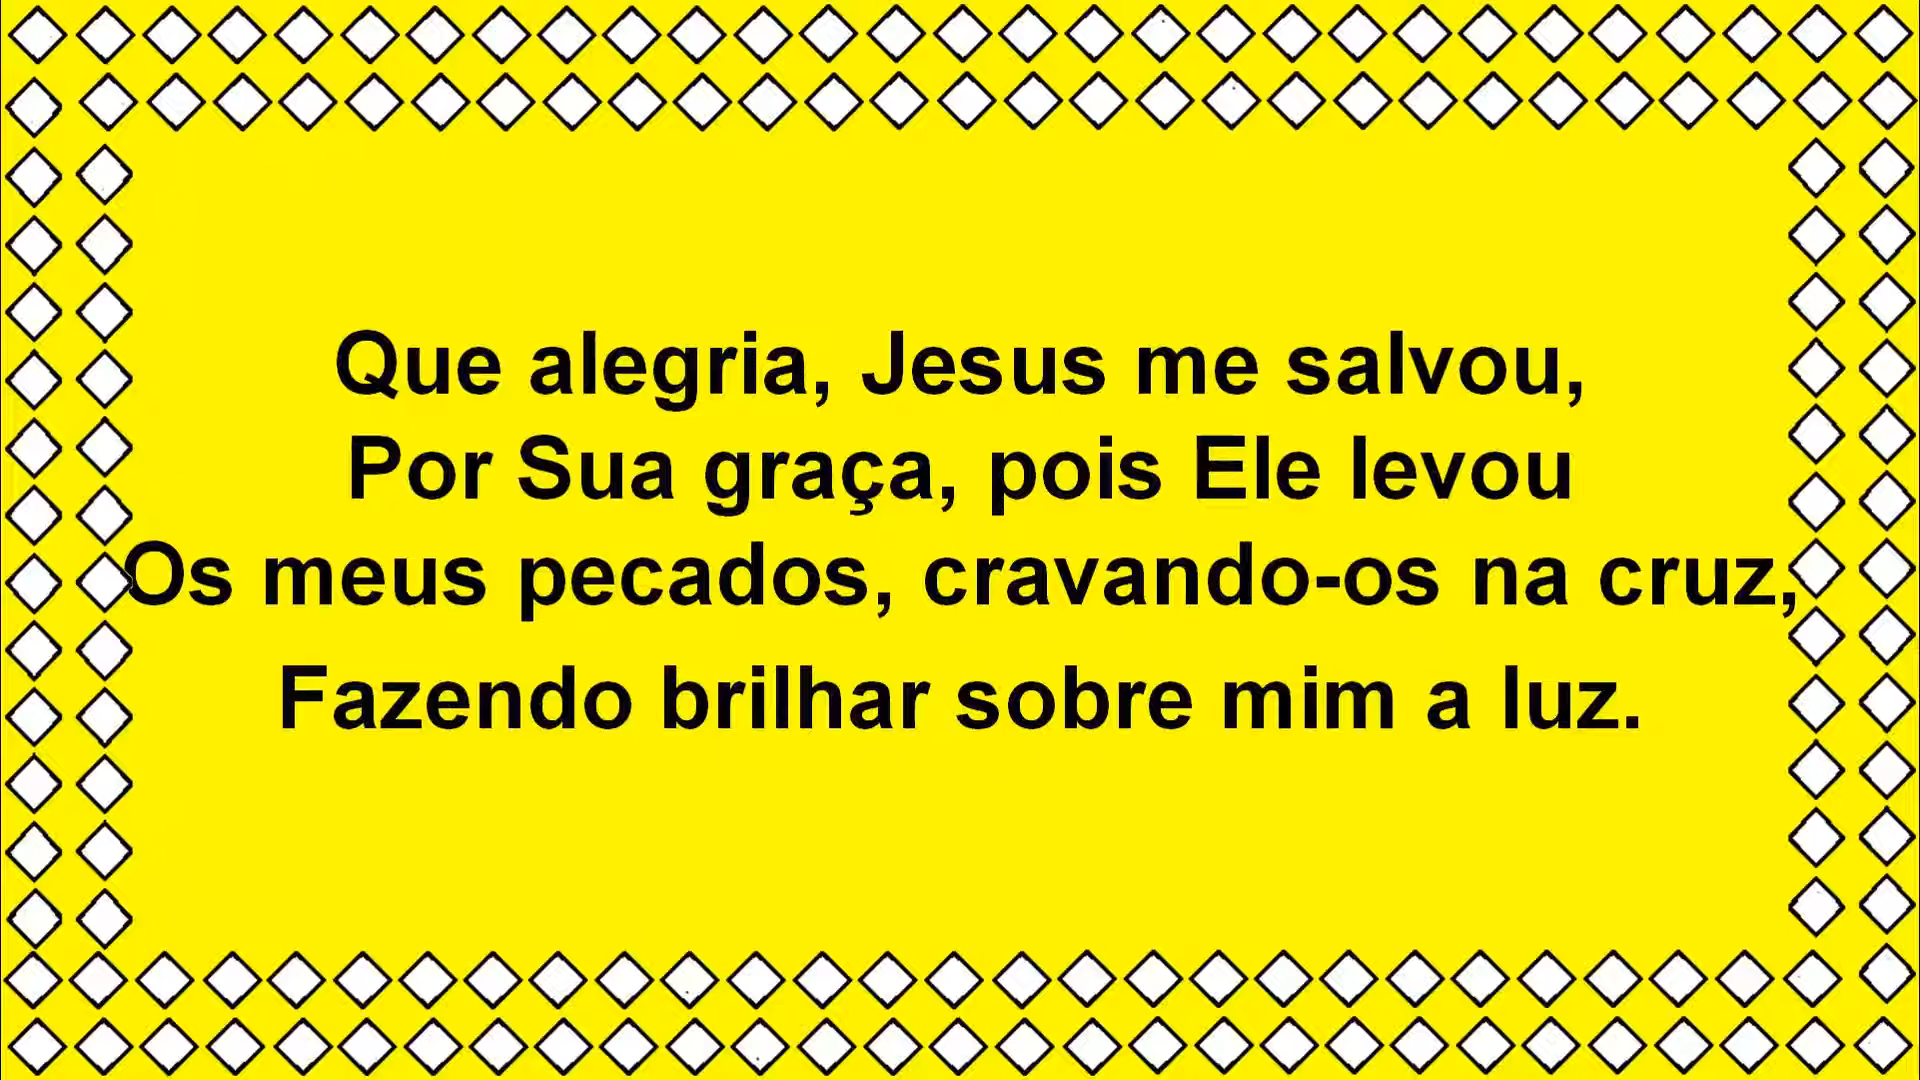 Que alegria, Jesus me salvou,
Por Sua graça, pois Ele levou
Os meus pecados, cravando-os na cruz,
Fazendo brilhar sobre mim a luz.